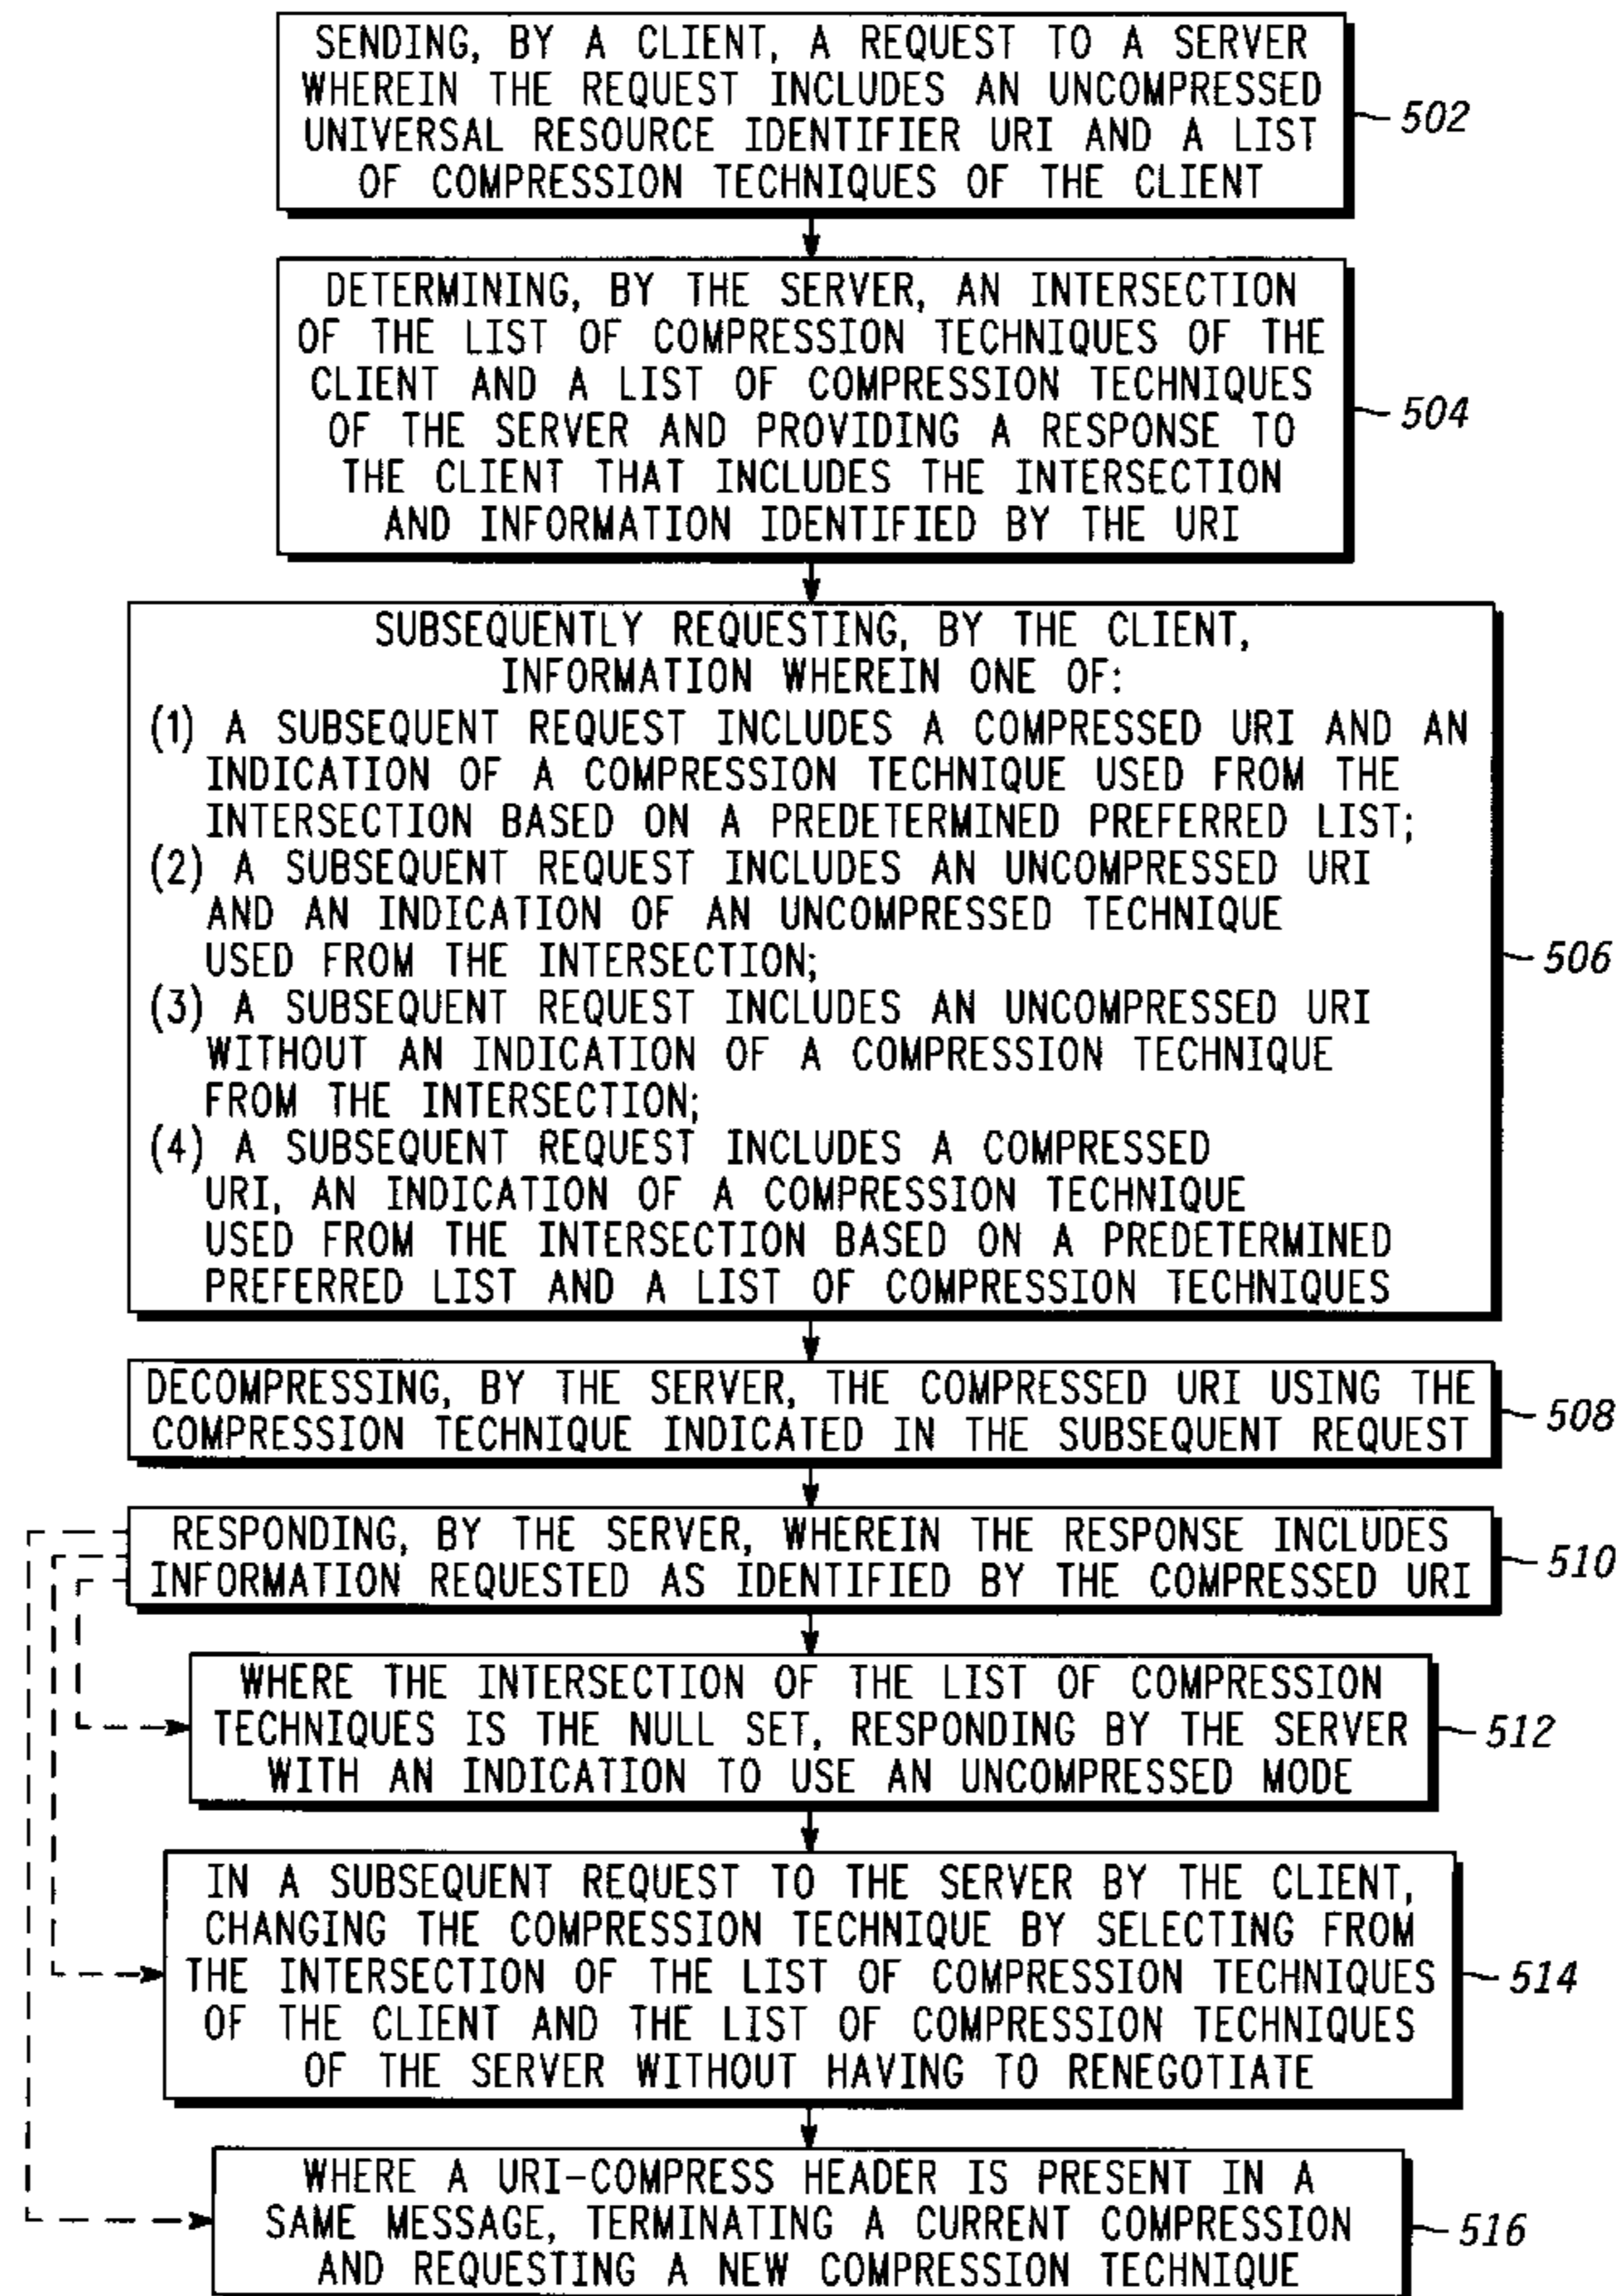 SENDING, BY A CLIENT, A REQUEST TO A SERVER
WHEREIN THE REQUEST INCLUDES AN UNCOMPRESSED
UNIVERSAL RESOURCE IDENTIFIER URI AND A LIST
OF COMPRESSION TECHNIQUES OF THE CLIENT
502
DETERMINING, BY THE SERVER, AN INTERSECTION
OF THE LIST OF COMPRESSION TECHNIQUES OF THE
CLIENT AND A LIST OF COMPRESSION TECHNIQUES
OF THE SERVER AND PROVIDING A RESPONSE TO
THE CLIENT THAT INCLUDES THE INTERSECTION
AND INFORMATION IDENTIFIED BY THE URI
504
SUBSEQUENTLY REQUESTING, BY THE CLIENT,
INFORMATION WHEREIN ONE OF:
(1) A SUBSEQUENT REQUEST INCLUDES A COMPRESSED URI AND AN
INDICATION OF A COMPRESSION TECHNIQUE USED FROM THE
INTERSECTION BASED ON A PREDETERMINED PREFERRED LIST;
(2) A SUBSEQUENT REQUEST INCLUDES AN UNCOMPRESSED URI
AND AN INDICATION OF AN UNCOMPRESSED TECHNIQUE
USED FROM THE INTERSECTION;
(3) A SUBSEQUENT REQUEST INCLUDES AN UNCOMPRESSED URI
WITHOUT AN INDICATION OF A COMPRESSION TECHNIQUE
FROM THE INTERSECTION;
(4) A SUBSEQUENT REQUEST INCLUDES A COMPRESSED
URI, AN INDICATION OF A COMPRESSION TECHNIQUE
USED FROM THE INTERSECTION BASED ON A PREDETERMINED
PREFERRED LIST AND A LIST OF COMPRESSION TECHNIQUES
506
DECOMPRESSING, BY THE SERVER, THE COMPRESSED URI USING THE
COMPRESSION TECHNIQUE INDICATED IN THE SUBSEQUENT REQUEST
508
RESPONDING, BY THE SERVER, WHEREIN THE RESPONSE INCLUDES
INFORMATION REQUESTED AS IDENTIFIED BY THE COMPRESSED URI
510
WHERE THE INTERSECTION OF THE LIST OF COMPRESSION
TECHNIQUES IS THE NULL SET, RESPONDING BY THE SERVER
WITH AN INDICATION TO USE AN UNCOMPRESSED MODE
512
IN A SUBSEQUENT REQUEST TO THE SERVER BY THE CLIENT,
CHANGING THE COMPRESSION TECHNIQUE BY SELECTING FROM
THE INTERSECTION OF THE LIST OF COMPRESSION TECHNIQUES
OF THE CLIENT AND THE LIST OF COMPRESSION TECHNIQUES
OF THE SERVER WITHOUT HAVING TO RENEGOTIATE
514
WHERE A URI-COMPRESS HEADER IS PRESENT IN A
SAME MESSAGE, TERMINATING A CURRENT COMPRESSION
AND REQUESTING A NEW COMPRESSION TECHNIQUE
516